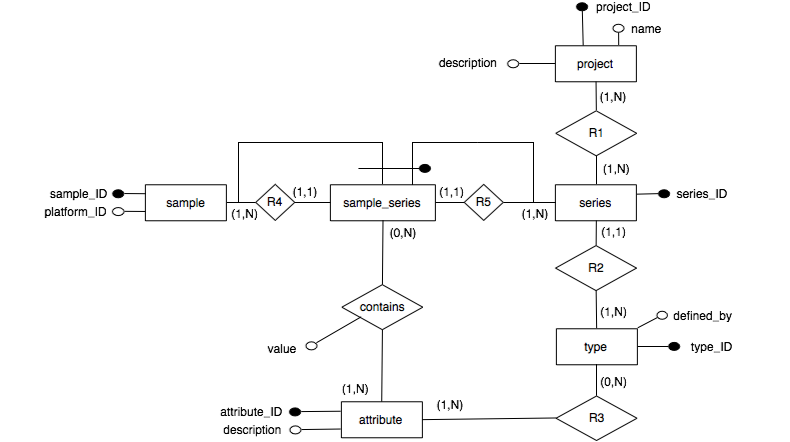 project_ID
name
description
project
(1,N)
R1
(1,N)
sample_ID
platform_ID
sample
(1,N)
R4
(1,1)
sample_series
(1,1)
R5
(1,N)
series
series_ID
(0,N)
(1,1)
R2
contains
value
(1,N)
defined_by
type
type_ID
(0,N)
(1,N)
attribute_ID
description
attribute
(1,N)
R3